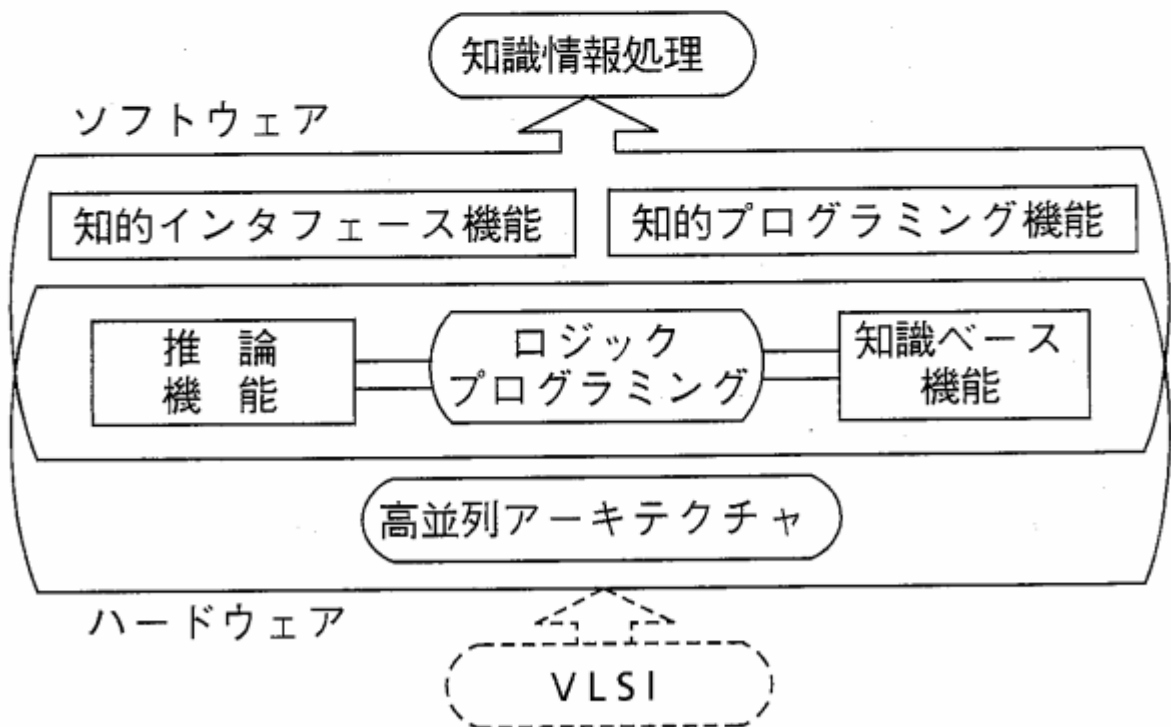 知識情報処理
ソフトウェア
知的インタフェース機能
知的プログラミング機能
推論
機能
ロジック
プログラミング
知識ベース
機能
高並列アーキテクチャ
ハードウェア
VLSI